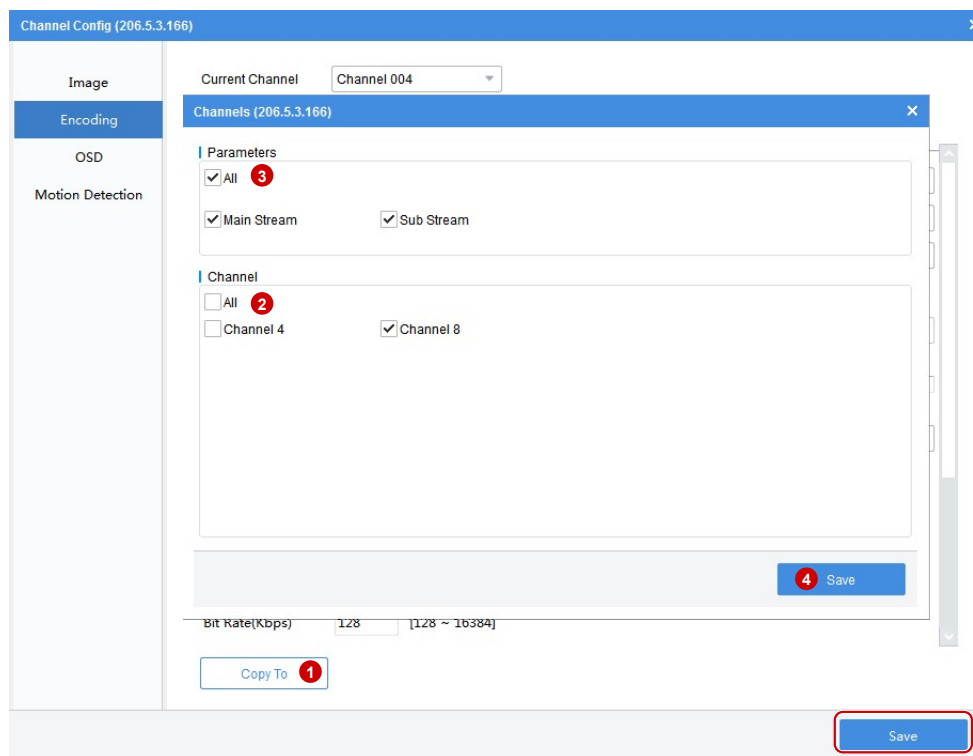 Channel Config (206.5.3.166)
Image
Encoding
OSD
Motion Detection
Current Channel Channel 004
Channels (206.5.3.166)
Parameters
All 3
Main Stream Sub Stream
Channel
All 2
Channel 4 Channel 8
4 Save
Bit Rate(Kbps) 128 [128 ~ 16384]
Copy To 1
Save